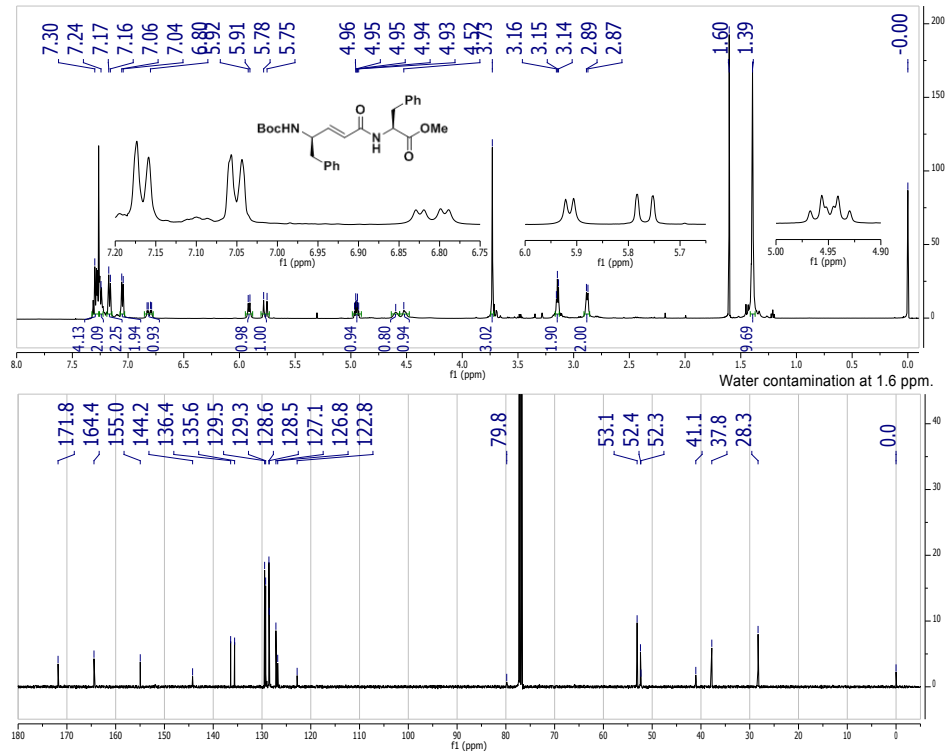 7.30 7.24 7.17 7.16 7.06 7.04 6.80 5.92 5.91 5.78 5.75 4.96 4.95 4.95 4.94 4.93 4.52 3.73 3.16 3.15 3.14 2.89 2.87 1.60 1.39 -0.00
200
150
100
50
0
Ph
O
BocHN
N
H
OMe
O
Ph
7.20 7.15 7.10 7.05 7.00 6.95 6.90 6.85 6.80 6.75
f1 (ppm)
6.0 5.9 5.8 5.7
f1 (ppm)
5.00 4.95 4.90
f1 (ppm)
4.13 2.09 2.25 1.94 0.93 0.98 1.00 0.94 0.80 0.94 3.02 1.90 2.00 9.69
8.0 7.5 7.0 6.5 6.0 5.5 5.0 4.5 4.0 3.5 3.0 2.5 2.0 1.5 1.0 0.5 0.0
f1 (ppm)
Water contamination at 1.6 ppm.
171.8 164.4 155.0 144.2 136.4 135.6 129.5 129.3 128.6 128.5 127.1 126.8 122.8 79.8 53.1 52.4 52.3 41.1 37.8 28.3 0.0
40
30
20
10
0
180 170 160 150 140 130 120 110 100 90 80 70 60 50 40 30 20 10 0
f1 (ppm)